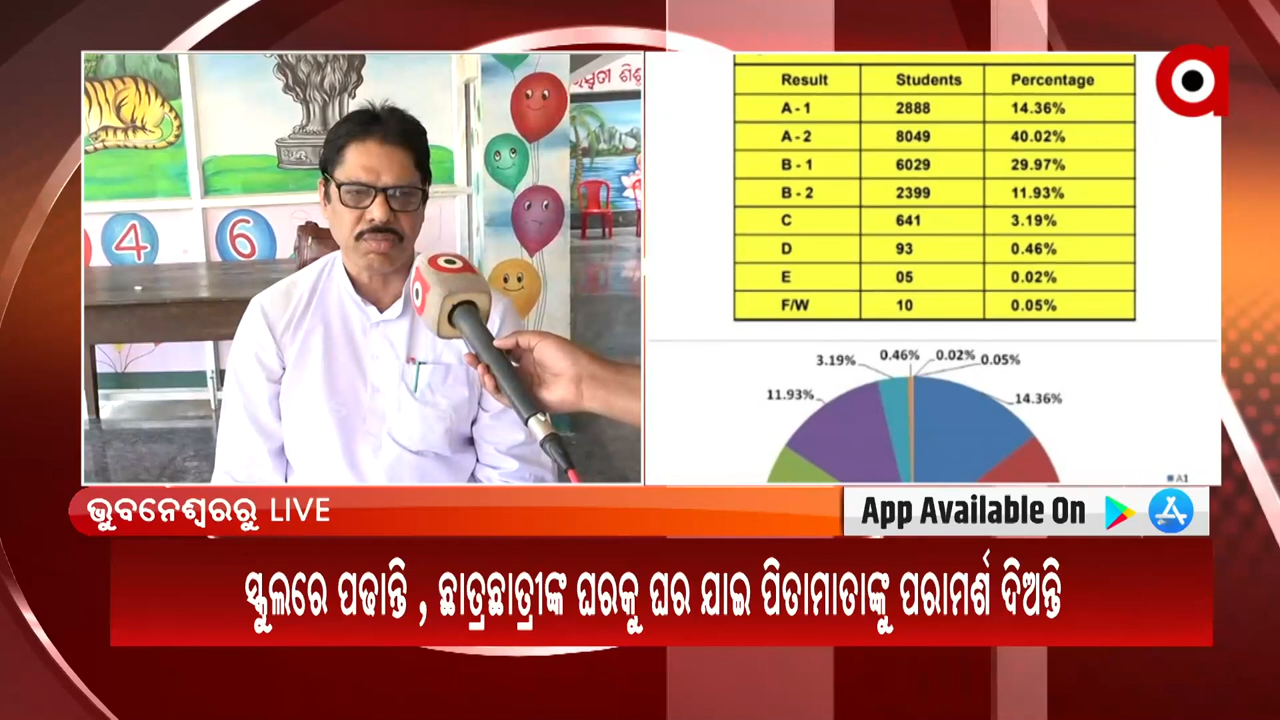 ସ୍ୱତୀ ଶିଶୁ
4
6
Result Students Percentage
A - 1 2888 14.36%
A - 2 8049 40.02%
B - 1 6029 29.97%
B - 2 2399 11.93%
C 641 3.19%
D 93 0.46%
E 05 0.02%
F/W 10 0.05%
3.19% 0.46% 0.02% 0.05%
11.93% 14.36%
A1
ଭୁବନେଶ୍ୱରରୁ LIVE
App Available On
ସ୍କୁଲରେ ପଢାନ୍ତି , ଛାତ୍ରଛାତ୍ରୀଙ୍କ ଘରକୁ ଘର ଯାଇ ପିତାମାତାଙ୍କୁ ପରାମର୍ଶ ଦିଅନ୍ତି